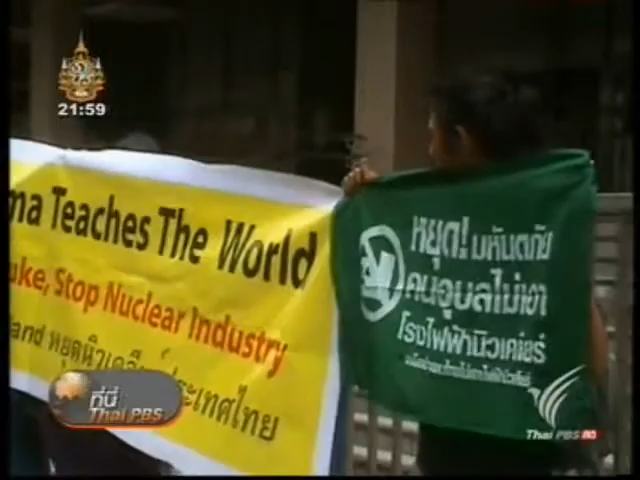 21:59
ma Teaches The World
uke, Stop Nuclear Industry
land หยุดนิวเคลียร์ประเทศไทย
หยุด! มหันตภัย
คนอุบลไม่เอา
โรงไฟฟ้านิวเคลียร์
ที่นี่
Thai PBS
Thai PBS